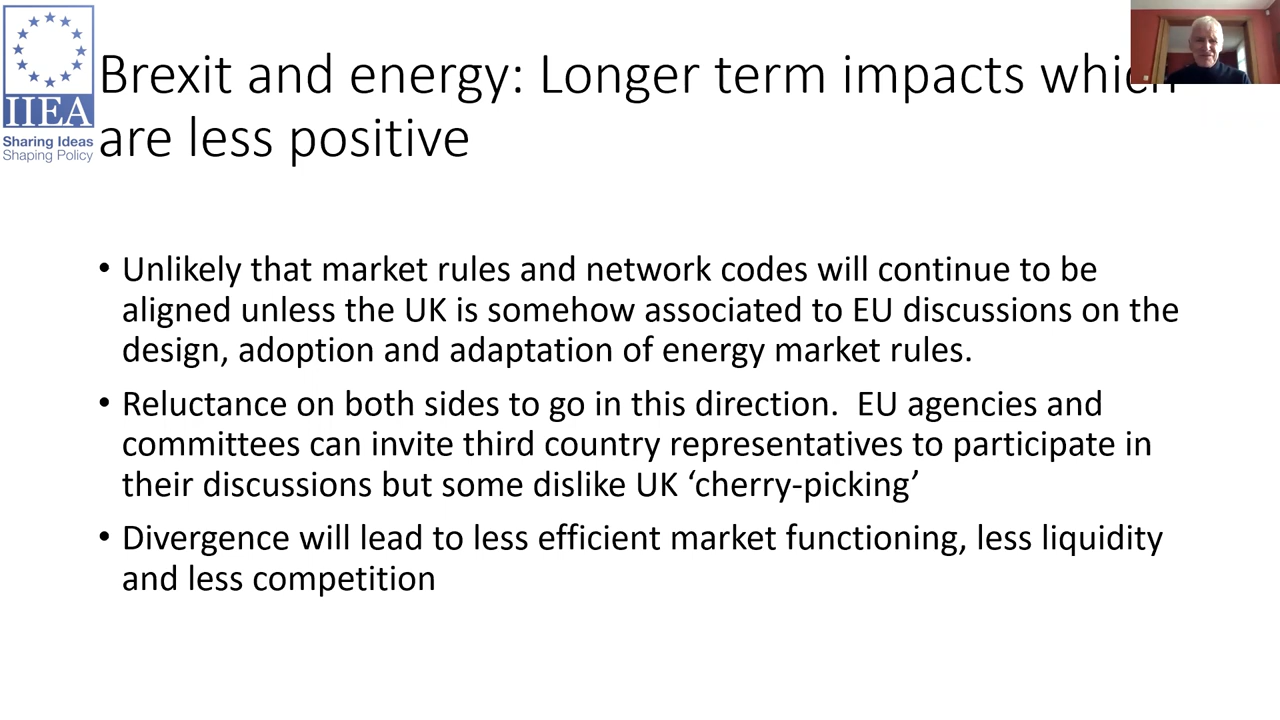 IIEA
Sharing Ideas
Shaping Policy
Brexit and energy: Longer term impacts which
are less positive
• Unlikely that market rules and network codes will continue to be
aligned unless the UK is somehow associated to EU discussions on the
design, adoption and adaptation of energy market rules.
• Reluctance on both sides to go in this direction.  EU agencies and
committees can invite third country representatives to participate in
their discussions but some dislike UK ‘cherry-picking’
• Divergence will lead to less efficient market functioning, less liquidity
and less competition